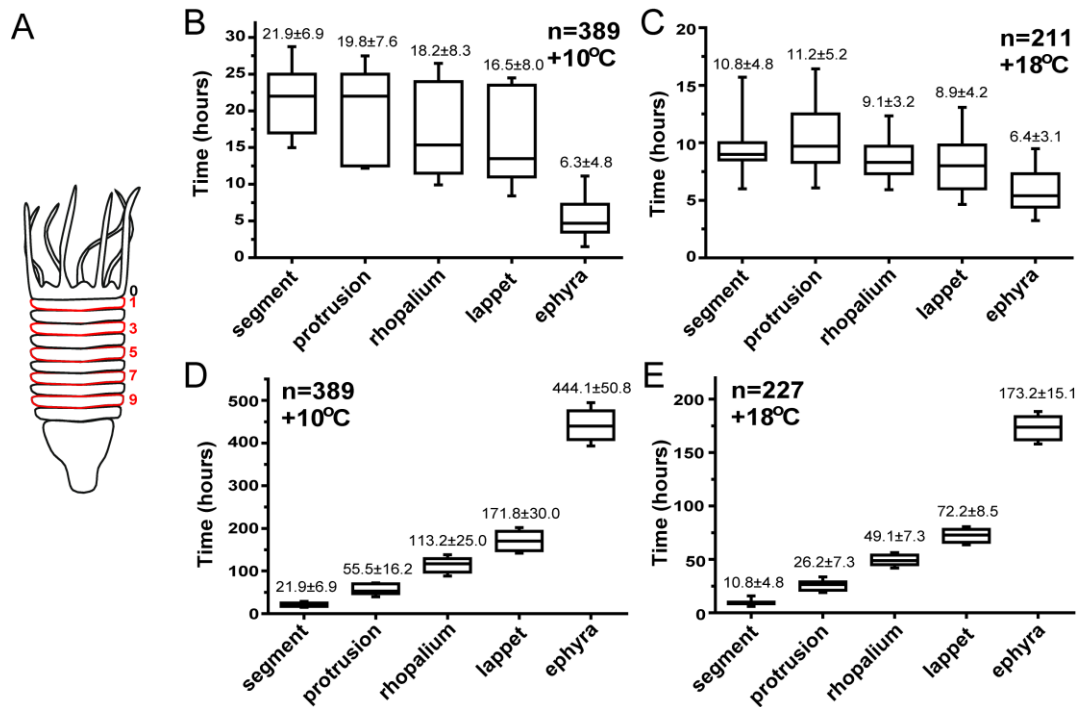 A
0
1
3
5
7
9
B
n=389
+10°C
Time (hours)
30
25
20
15
10
5
0
21.9±6.9
19.8±7.6
18.2±8.3
16.5±8.0
6.3±4.8
segment
protrusion
rhopalium
lappet
ephyra
C
n=211
+18°C
Time (hours)
20
15
10
5
0
10.8±4.8
11.2±5.2
9.1±3.2
8.9±4.2
6.4±3.1
segment
protrusion
rhopalium
lappet
ephyra
D
n=389
+10°C
Time (hours)
500
400
300
200
100
0
21.9±6.9
55.5±16.2
113.2±25.0
171.8±30.0
444.1±50.8
segment
protrusion
rhopalium
lappet
ephyra
E
n=227
+18°C
Time (hours)
200
150
100
50
0
10.8±4.8
26.2±7.3
49.1±7.3
72.2±8.5
173.2±15.1
segment
protrusion
rhopalium
lappet
ephyra